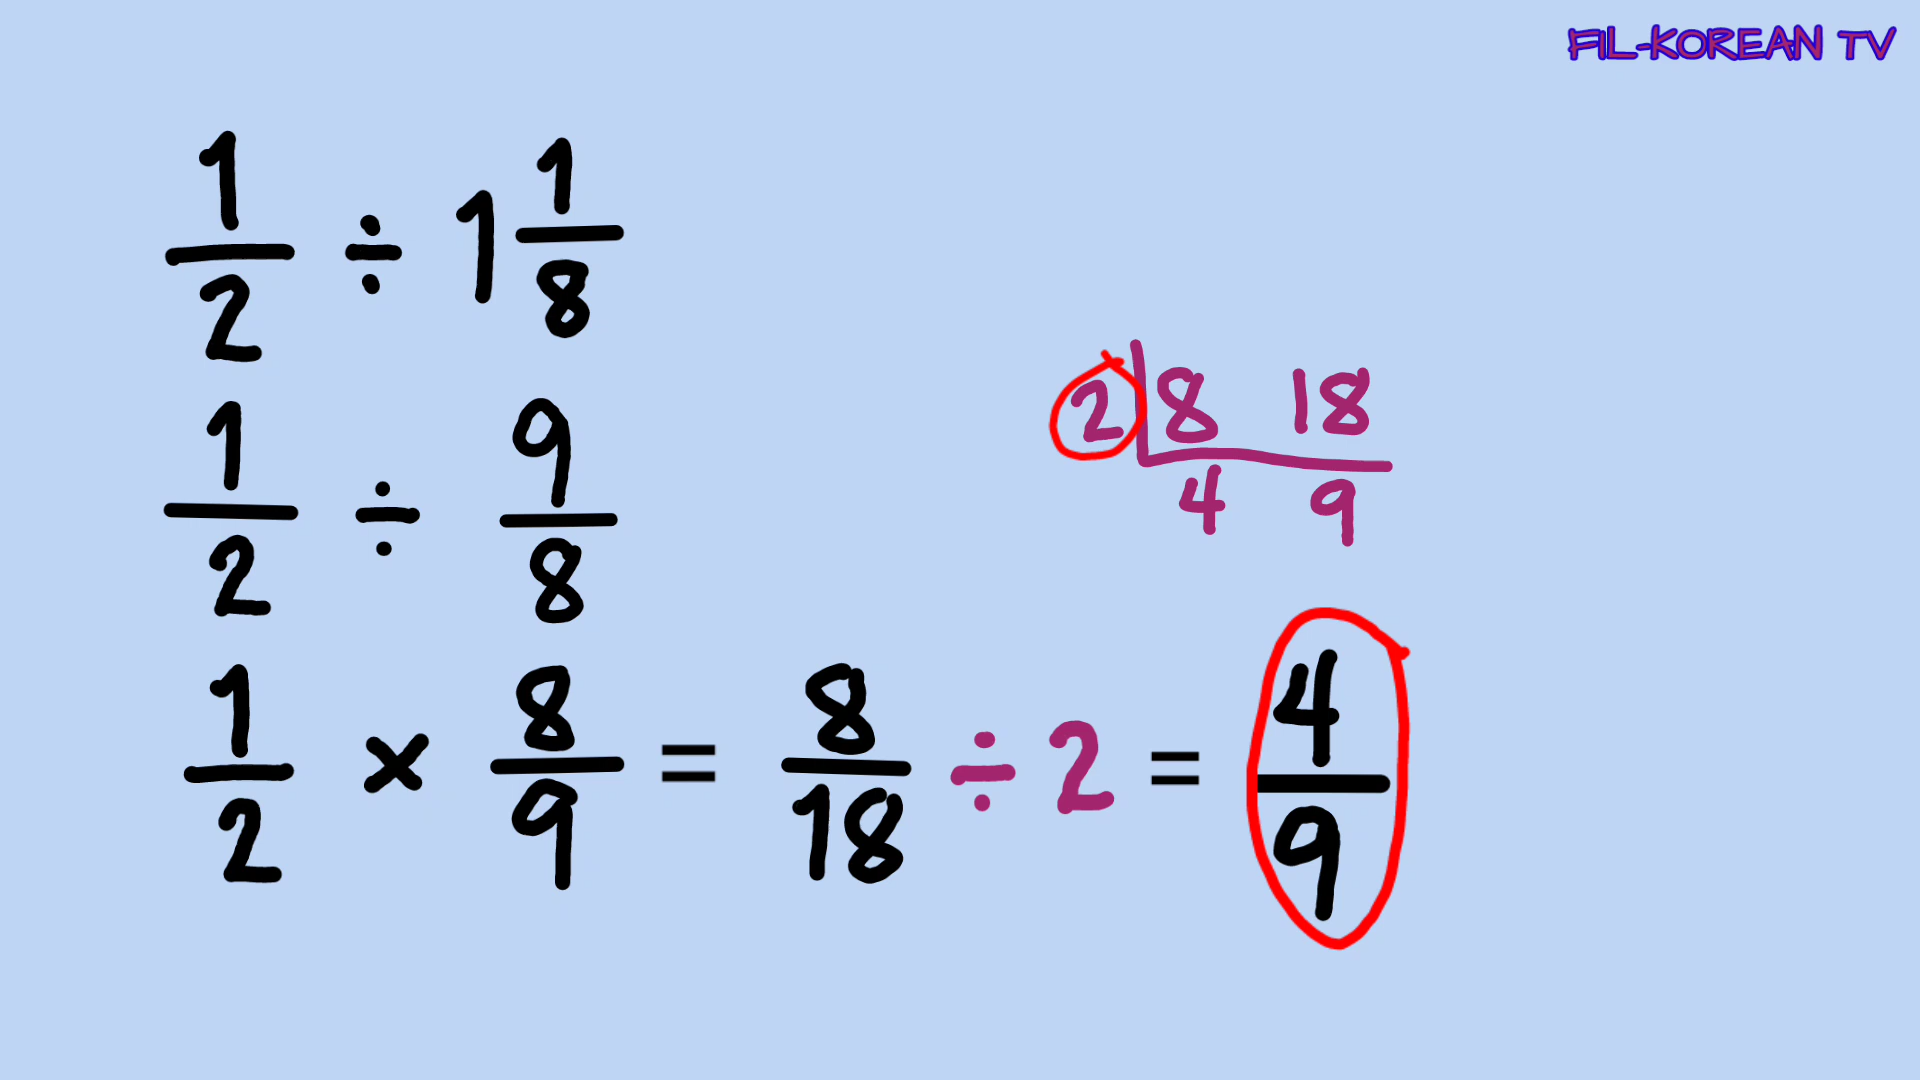 FIL-KOREAN TV
1/2 ÷ 1 1/8
1/2 ÷ 9/8
2 | 8 18
4 9
1/2 × 8/9 = 8/18 ÷ 2 = 4/9